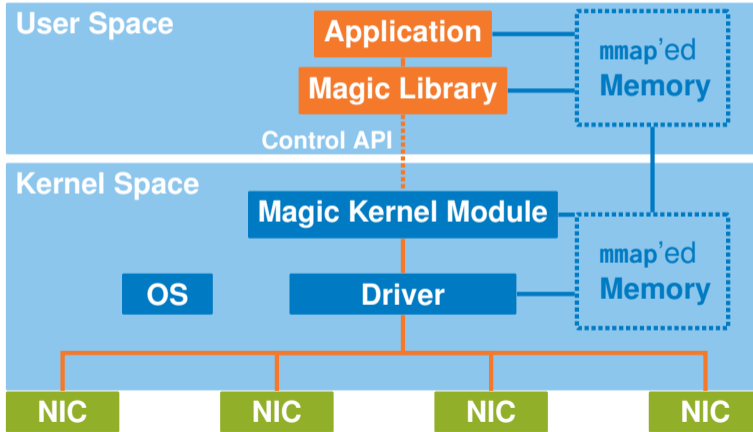 User Space
Application
mmap'ed
Memory
Magic Library
Control API
Kernel Space
Magic Kernel Module
mmap'ed
Memory
OS
Driver
NIC
NIC
NIC
NIC